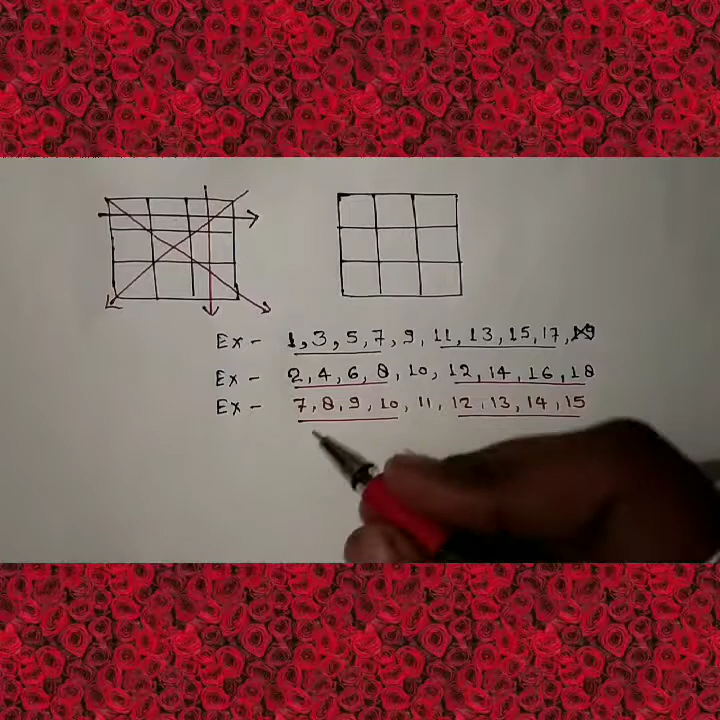 Ex - 1, 3, 5, 7, 9, 11, 13, 15, 17, 19
Ex - 2, 4, 6, 8, 10, 12, 14, 16, 18
Ex - 7, 8, 9, 10, 11, 12, 13, 14, 15